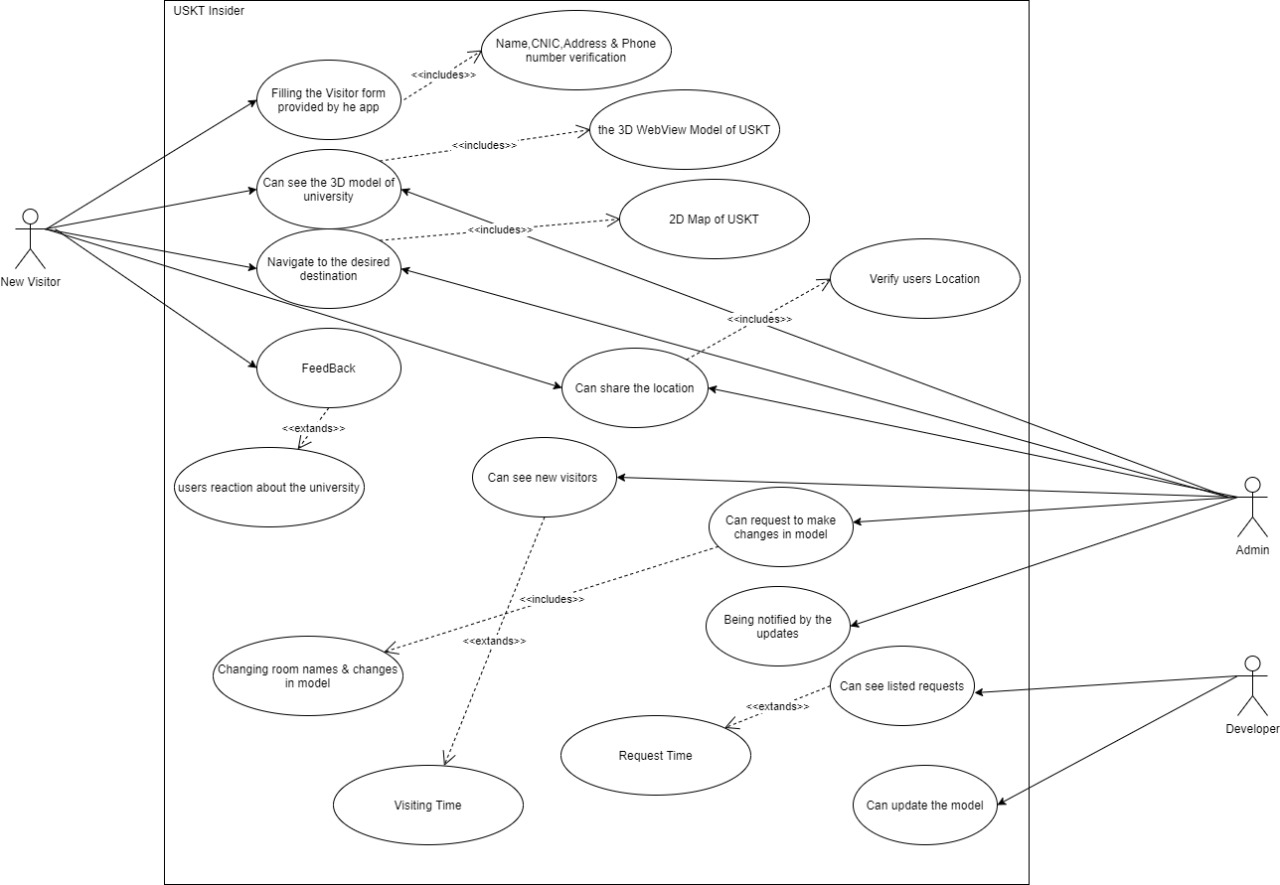 USKT Insider
Name,CNIC,Address & Phone
number verification
<<includes>>
Filling the Visitor form
provided by he app
the 3D WebView Model of USKT
<<includes>>
Can see the 3D model of
university
2D Map of USKT
<<includes>>
Navigate to the desired
destination
New Visitor
Verify users Location
<<includes>>
FeedBack
Can share the location
<<extands>>
users reaction about the university
Can see new visitors
Can request to make
changes in model
Admin
<<includes>>
Being notified by the
updates
<<extands>>
Changing room names & changes
in model
Can see listed requests
<<extands>>
Developer
Request Time
Visiting Time
Can update the model